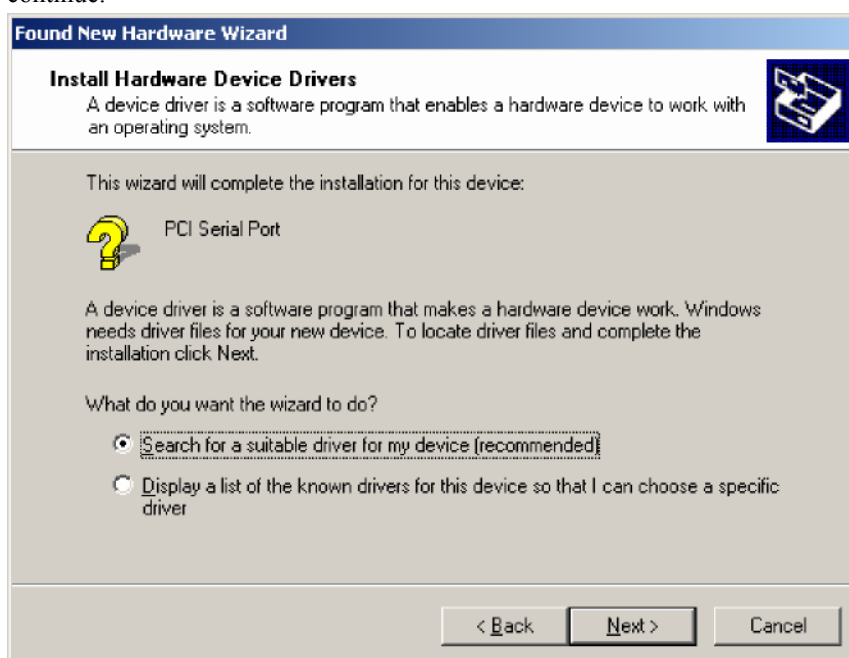 continue.
Found New Hardware Wizard
Install Hardware Device Drivers
A device driver is a software program that enables a hardware device to work with
an operating system.
This wizard will complete the installation for this device:
PCI Serial Port
A device driver is a software program that makes a hardware device work. Windows
needs driver files for your new device. To locate driver files and complete the
installation click Next.
What do you want the wizard to do?
Search for a suitable driver for my device (recommended)
Display a list of the known drivers for this device so that I can choose a specific
driver
< Back Next > Cancel